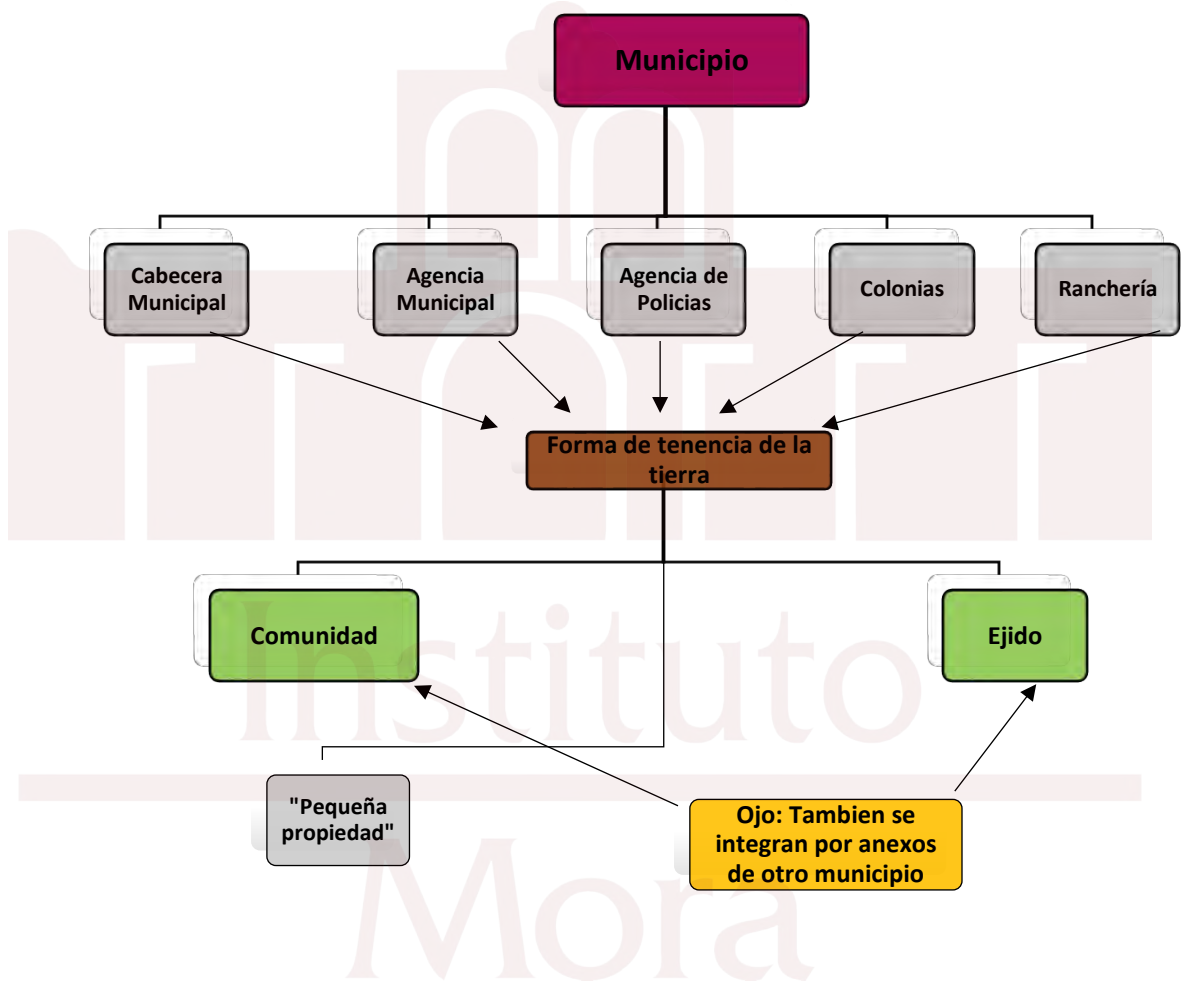 Municipio
Cabecera
Municipal
Agencia
Municipal
Agencia de
Policias
Colonias
Ranchería
Forma de tenencia de la
tierra
Comunidad
Ejido
"Pequeña
propiedad"
Ojo: Tambien se
integran por anexos
de otro municipio
Instituto
Mora